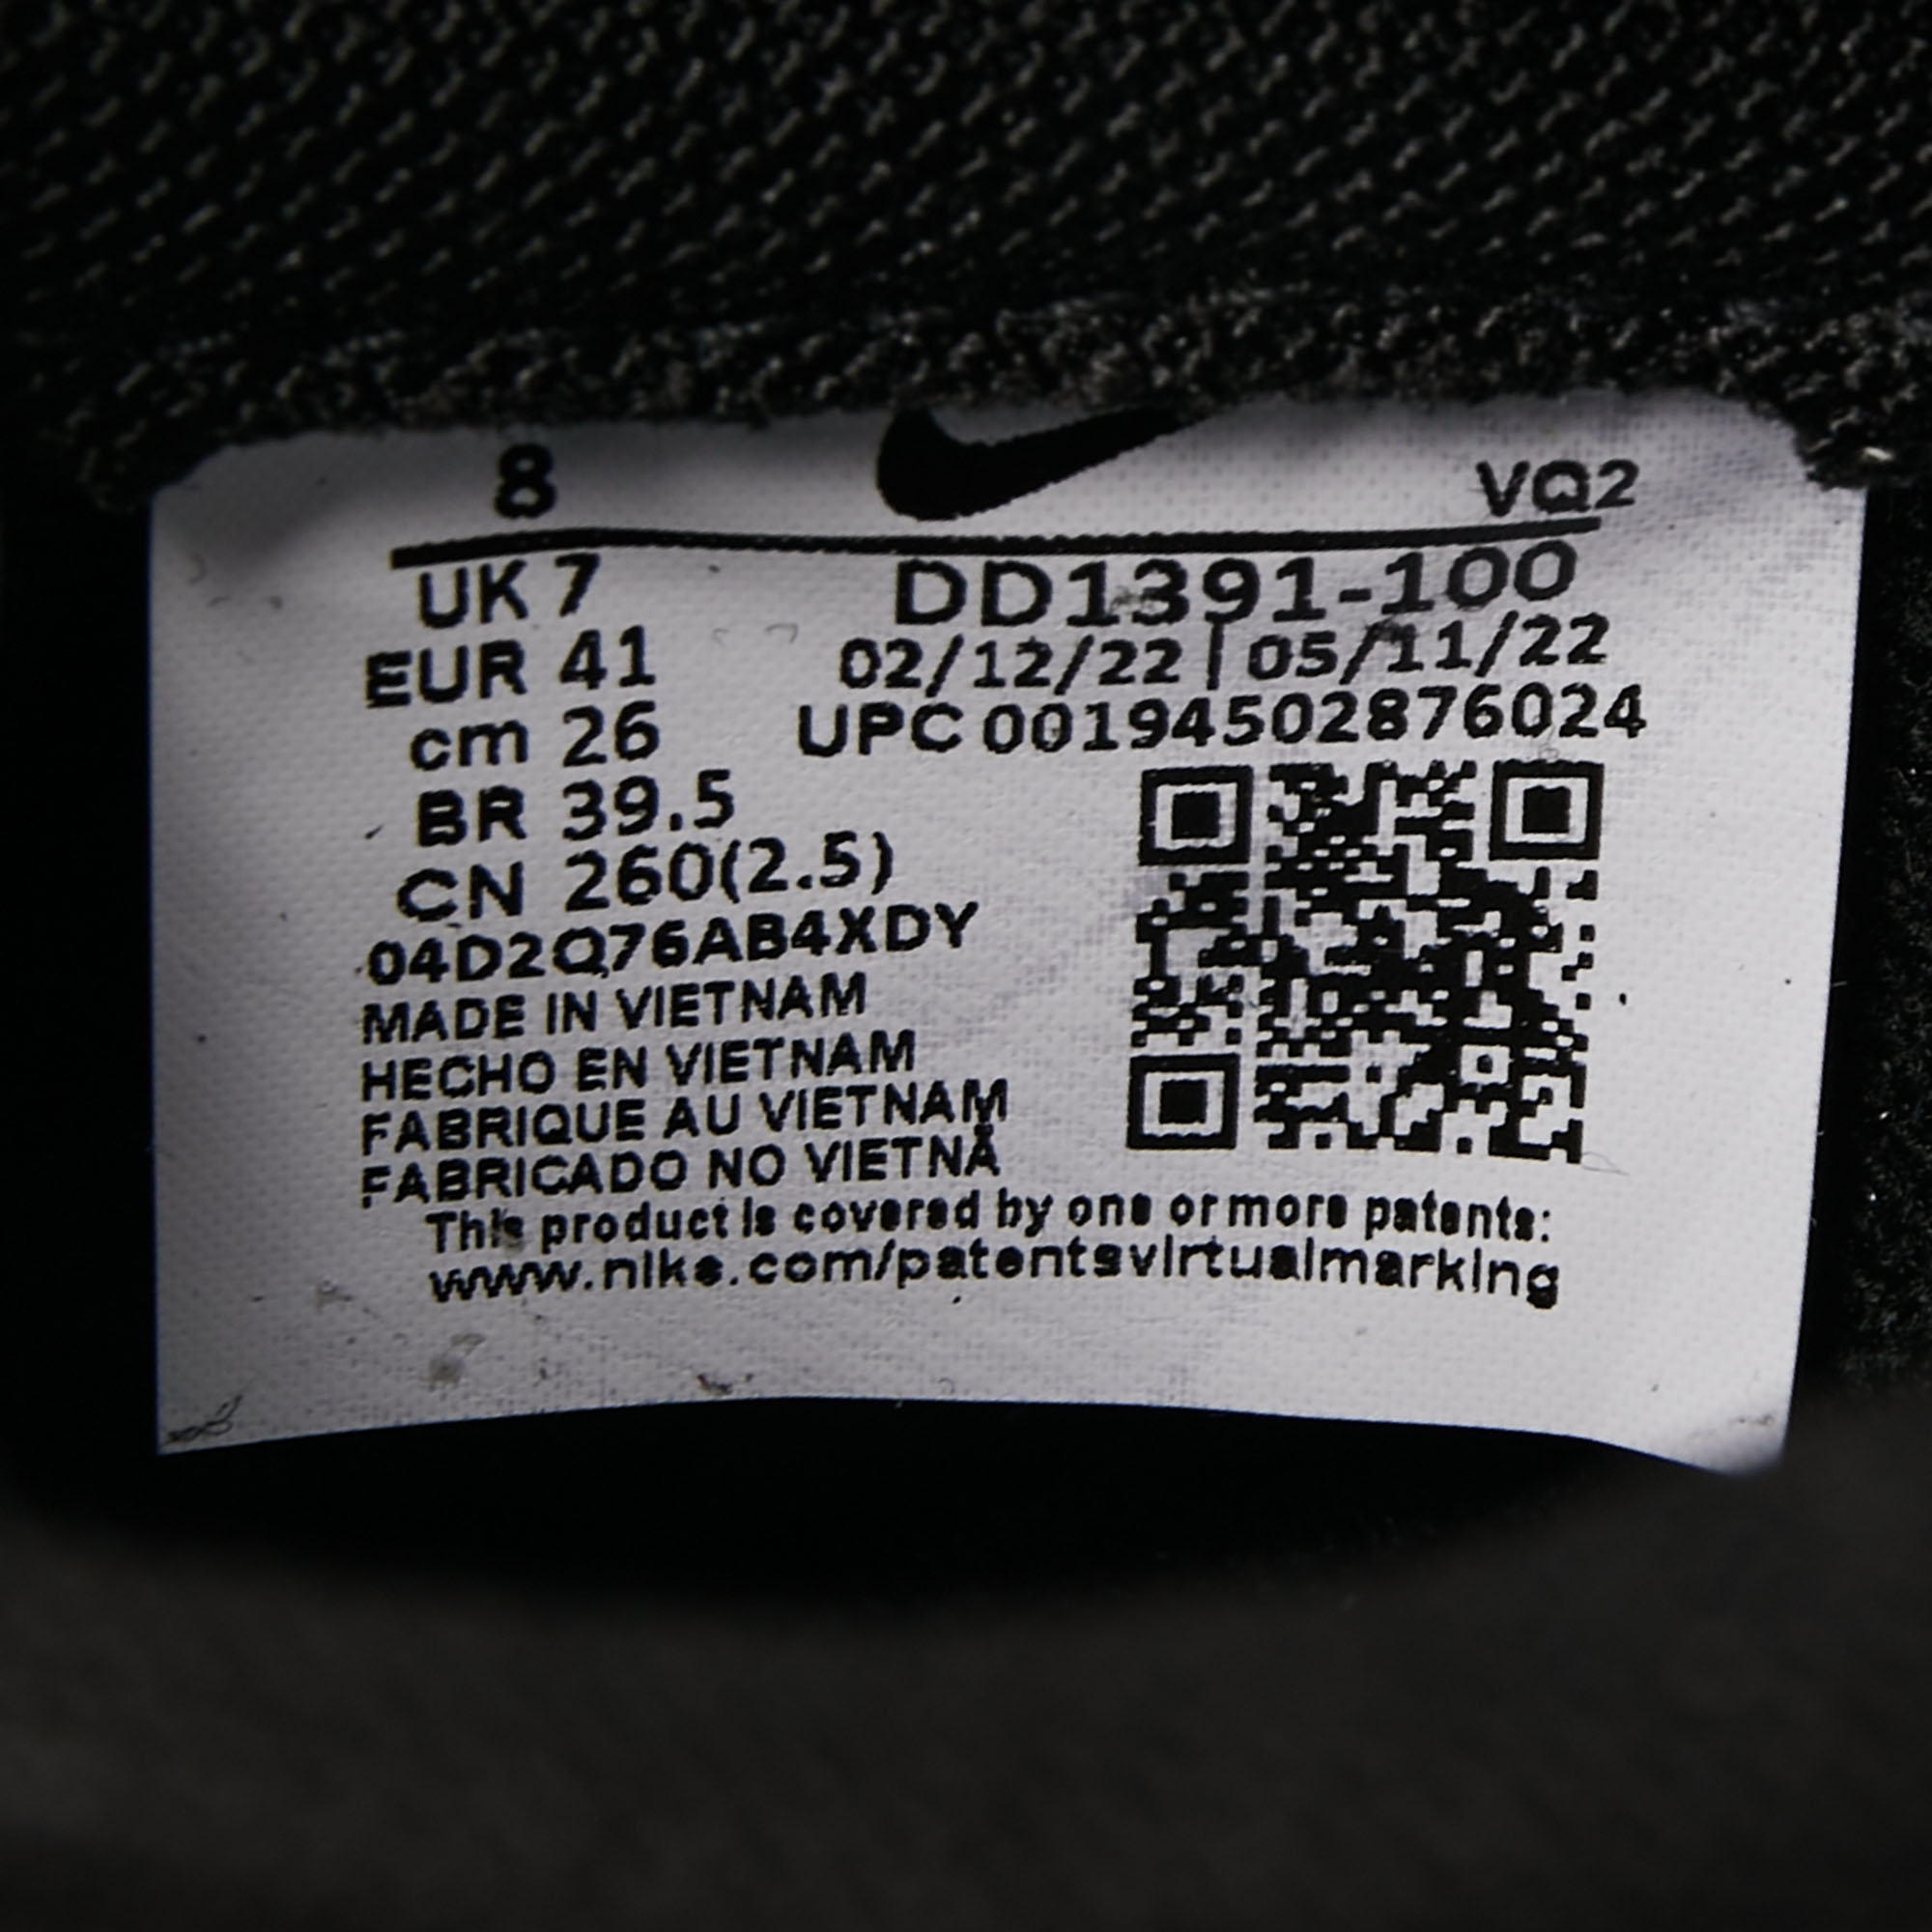 8 VQ2
UK 7 DD1391-100
EUR 41 02/12/22 | 05/11/22
cm 26 UPC 00194502876024
BR 39.5
CN 260(2.5)
04D2Q76AB4XDY
MADE IN VIETNAM
HECHO EN VIETNAM
FABRIQUE AU VIETNAM
FABRICADO NO VIETNÃ
This product is covered by one or more patents:
www.nike.com/patentsvirtualmarking